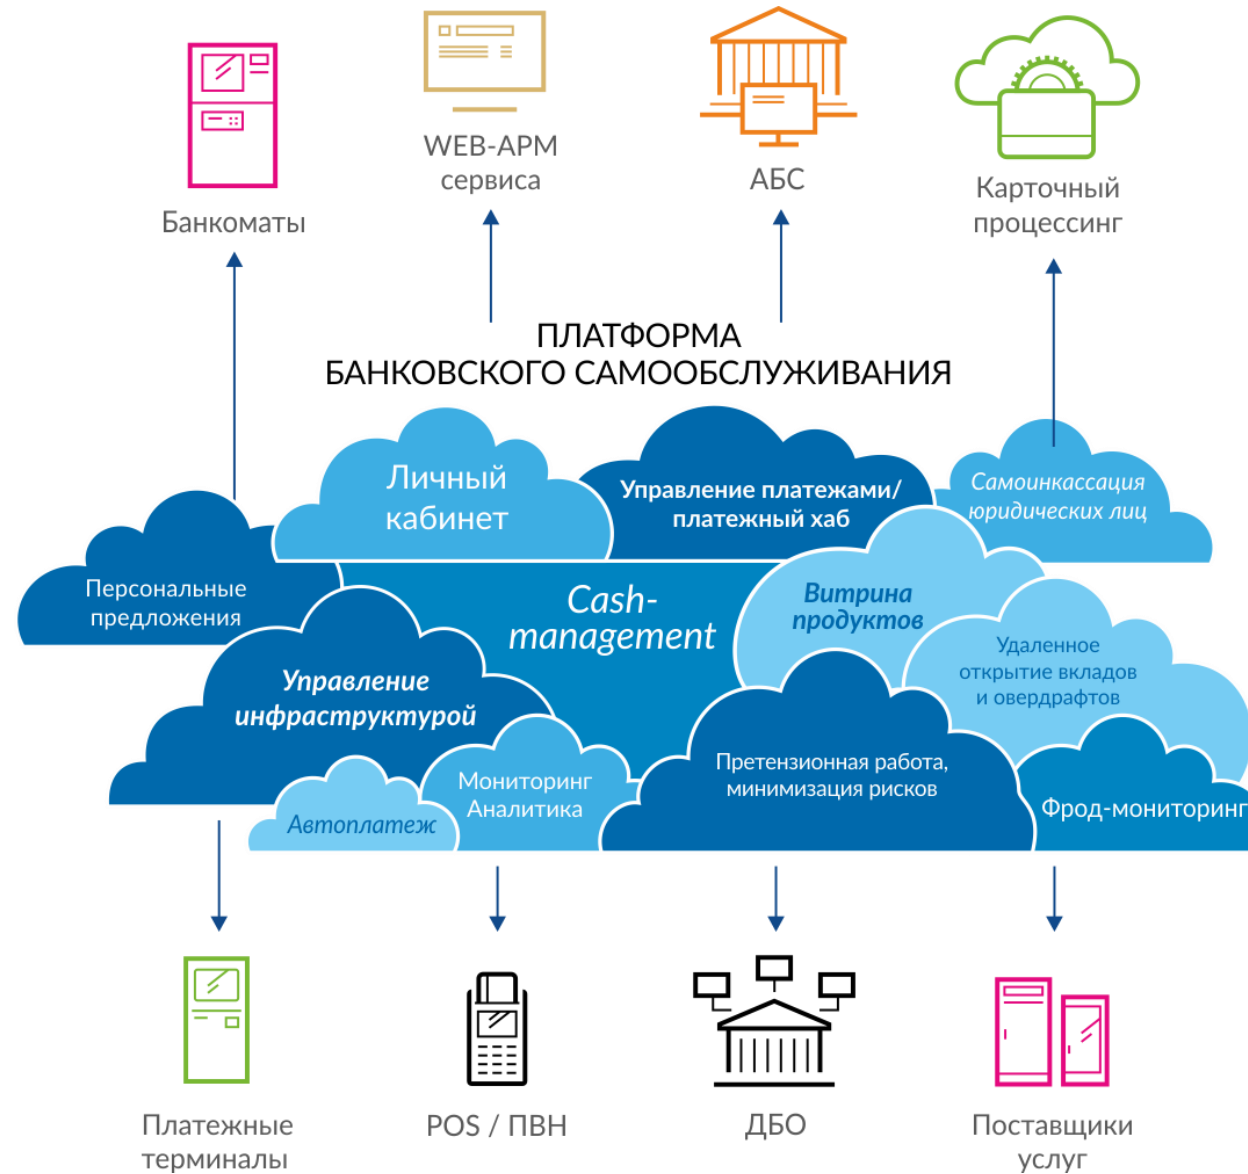 Банкоматы
WEB-АРМ
сервиса
АБС
Карточный
процессинг
ПЛАТФОРМА
БАНКОВСКОГО САМООБСЛУЖИВАНИЯ
Личный
кабинет
Управление платежами/
платежный хаб
Самоинкассация
юридических лиц
Персональные
предложения
Cash-
management
Витрина
продуктов
Удаленное
открытие вкладов
и овердрафтов
Управление
инфраструктурой
Мониторинг
Аналитика
Претензионная работа,
минимизация рисков
Автоплатеж
Фрод-мониторинг
Платежные
терминалы
POS / ПВН
ДБО
Поставщики
услуг